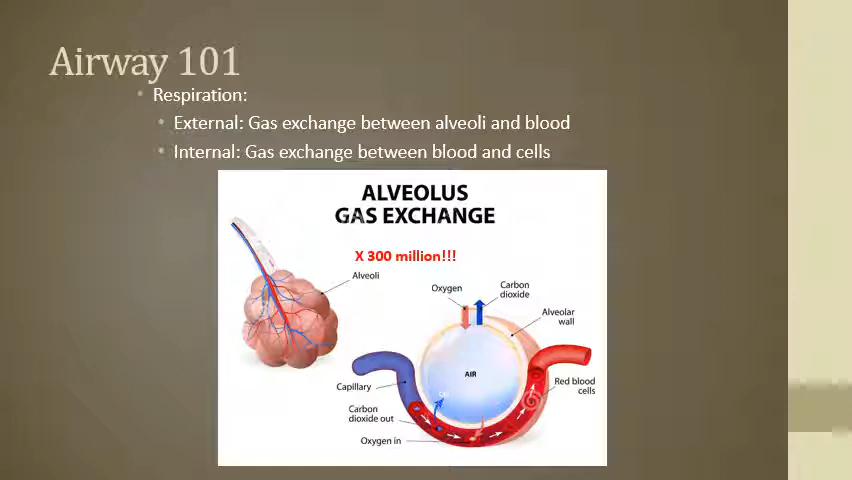 Airway 101
Respiration:
External: Gas exchange between alveoli and blood
Internal: Gas exchange between blood and cells
ALVEOLUS
GAS EXCHANGE
X 300 million!!!
Alveoli
Oxygen
Carbon
dioxide
Alveolar
wall
AIR
Capillary
Red blood
cells
Carbon
dioxide out
Oxygen in